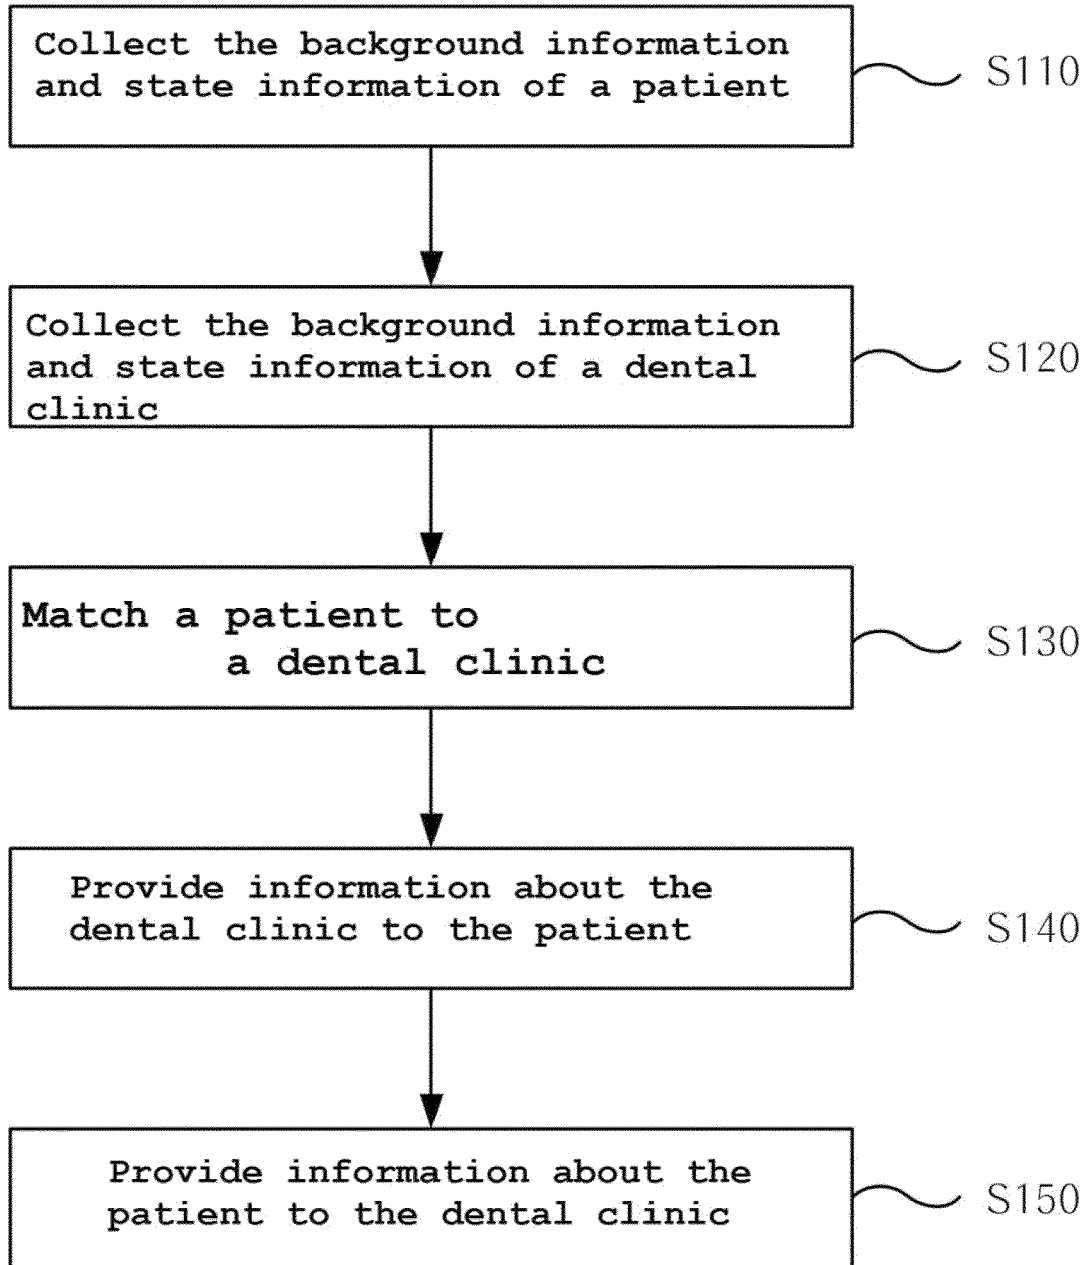 Collect the background information
and state information of a patient
S110
Collect the background information
and state information of a dental
clinic
S120
Match a patient to
a dental clinic
S130
Provide information about the
dental clinic to the patient
S140
Provide information about the
patient to the dental clinic
S150